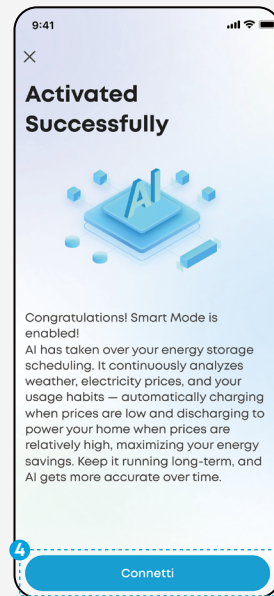 9:41
Activated
Successfully
AI
Congratulations! Smart Mode is
enabled!
AI has taken over your energy storage
scheduling. It continuously analyzes
weather, electricity prices, and your
usage habits — automatically charging
when prices are low and discharging to
power your home when prices are
relatively high, maximizing your energy
savings. Keep it running long-term, and
AI gets more accurate over time.
4
Connetti